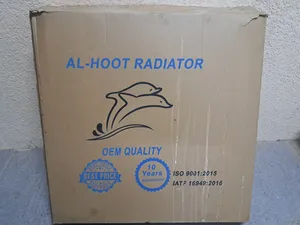 AL-HOOT RADIATOR
OEM QUALITY
BEST PRICE
10
Years
ISO 9001:2015
IATF 16949:2016